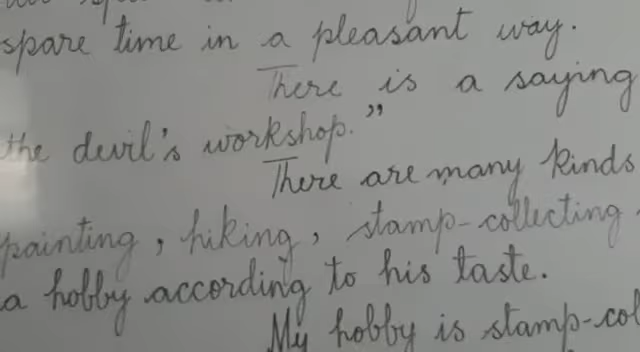 spare time in a pleasant way.
There is a saying
the devil's workshop."
There are many kinds
painting, hiking, stamp-collecting
a hobby according to his taste.
My hobby is stamp-col